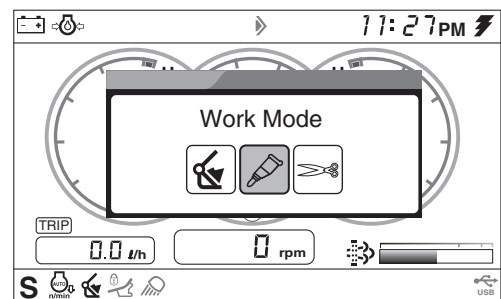 11:27PM
Work Mode
TRIP
0.0 ℓ/h
0 rpm
S AUTO n/min USB